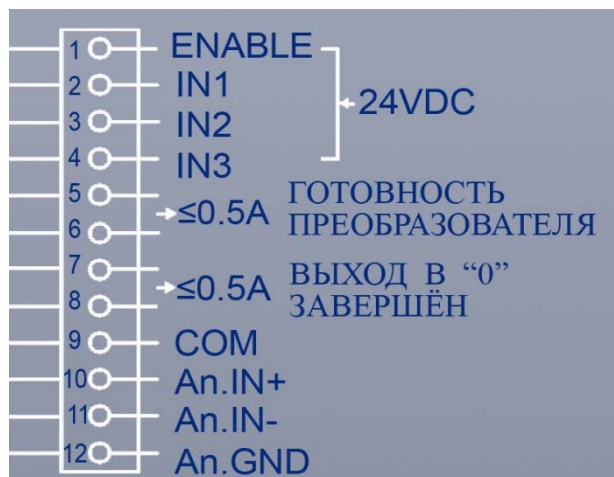 1 ENABLE
2 IN1
24VDC
3 IN2
4 IN3
5 ГОТОВНОСТЬ
≤0.5A
6 ПРЕОБРАЗОВАТЕЛЯ
7 ВЫХОД В “0”
≤0.5A
8 ЗАВЕРШЁН
9 COM
10 An.IN+
11 An.IN-
12 An.GND